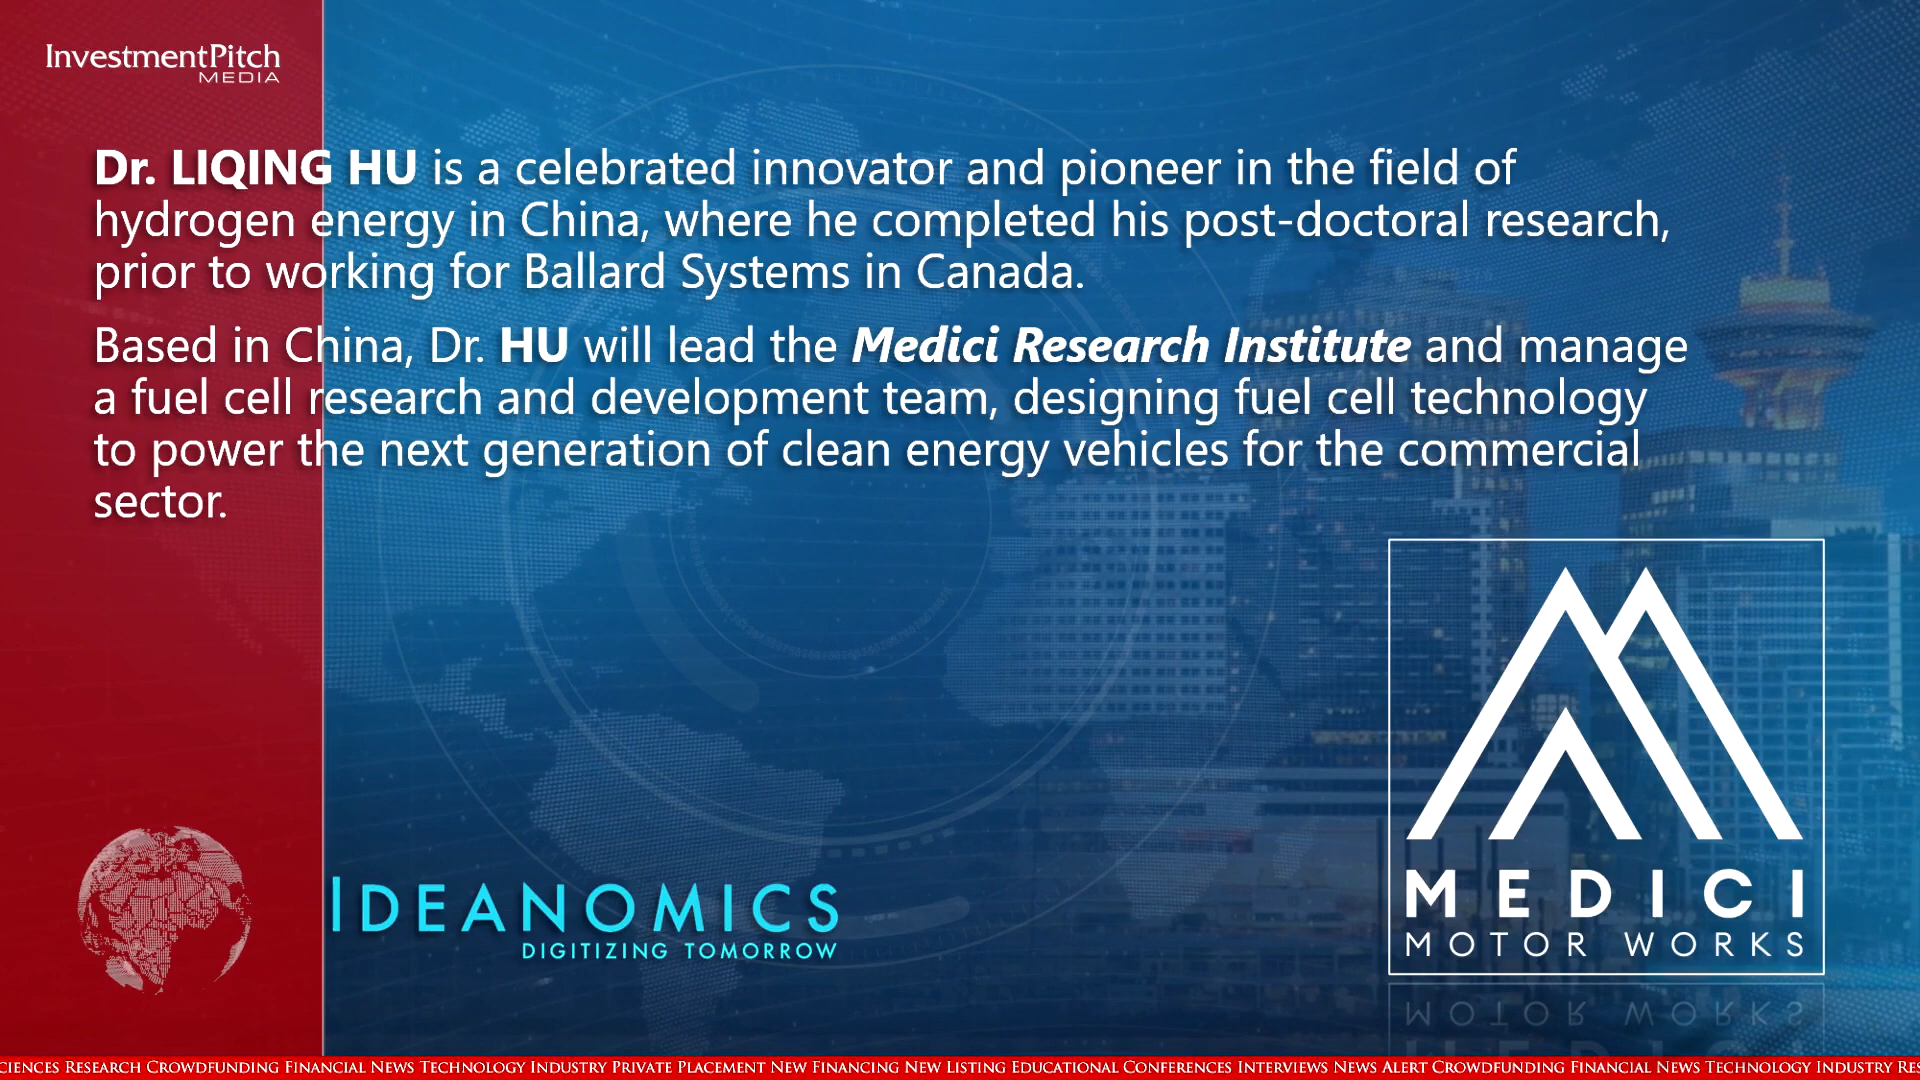 InvestmentPitch
MEDIA
Dr. LIQING HU is a celebrated innovator and pioneer in the field of
hydrogen energy in China, where he completed his post-doctoral research,
prior to working for Ballard Systems in Canada.
Based in China, Dr. HU will lead the Medici Research Institute and manage
a fuel cell research and development team, designing fuel cell technology
to power the next generation of clean energy vehicles for the commercial
sector.
IDEANOMICS
DIGITIZING TOMORROW
MEDICI
MOTOR WORKS
RESEARCH CROWDFUNDING FINANCIAL NEWS TECHNOLOGY INDUSTRY PRIVATE PLACEMENT NEW FINANCING NEW LISTING EDUCATIONAL CONFERENCES INTERVIEWS NEWS ALERT CROWDFUNDING FINANCIAL NEWS TECHNOLOGY INDUSTRY